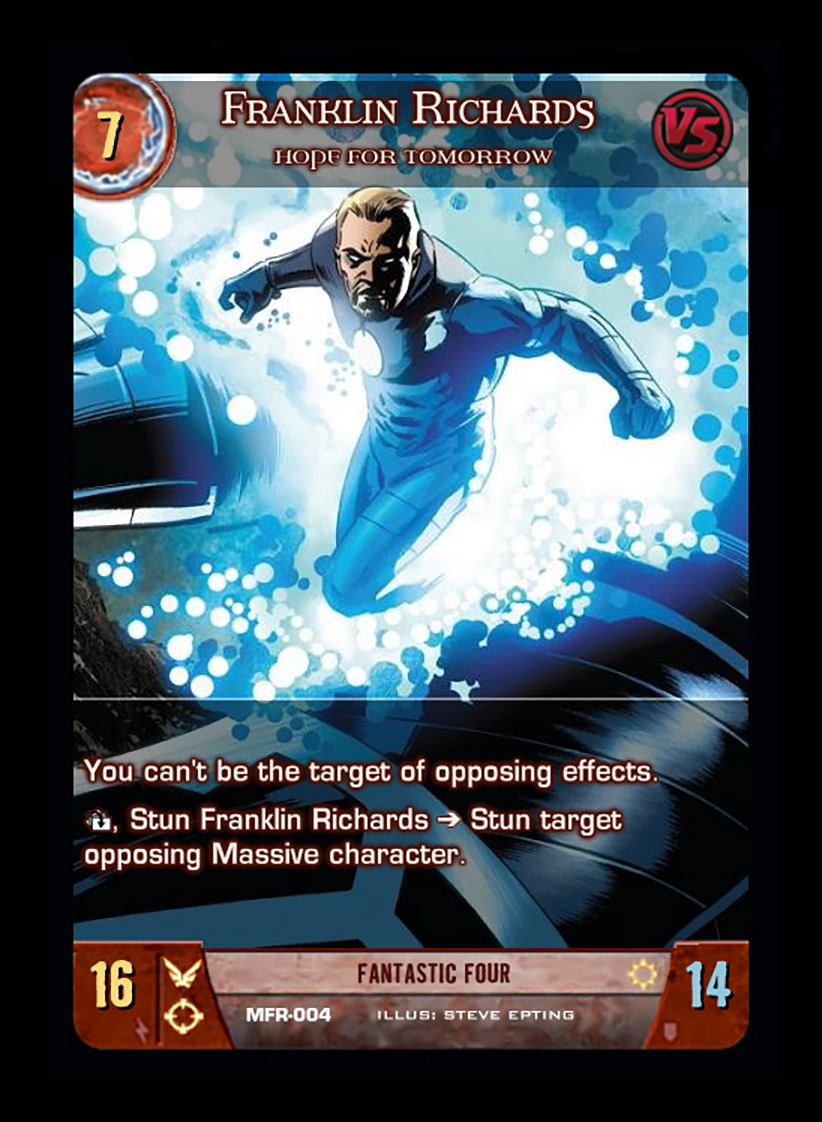 7
Franklin Richards
VS.
Hope for Tomorrow
You can't be the target of opposing effects.
, Stun Franklin Richards ➔ Stun target
opposing Massive character.
16
FANTASTIC FOUR
14
MFR-004 ILLUS: STEVE EPTING